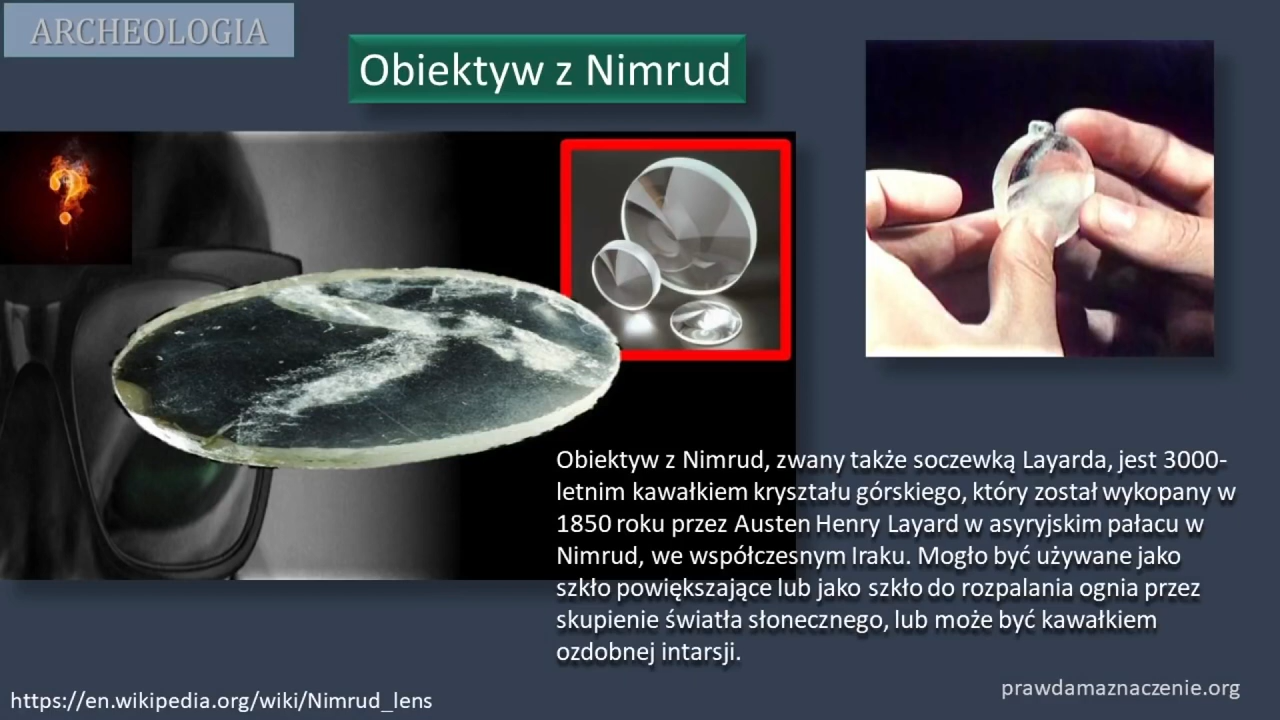 ARCHEOLOGIA
Obiektyw z Nimrud
Obiektyw z Nimrud, zwany także soczewką Layarda, jest 3000-
letnim kawałkiem kryształu górskiego, który został wykopany w
1850 roku przez Austen Henry Layard w asyryjskim pałacu w
Nimrud, we współczesnym Iraku. Mogło być używane jako
szkło powiększające lub jako szkło do rozpalania ognia przez
skupienie światła słonecznego, lub może być kawałkiem
ozdobnej intarsji.
https://en.wikipedia.org/wiki/Nimrud_lens
prawdamaznaczenie.org